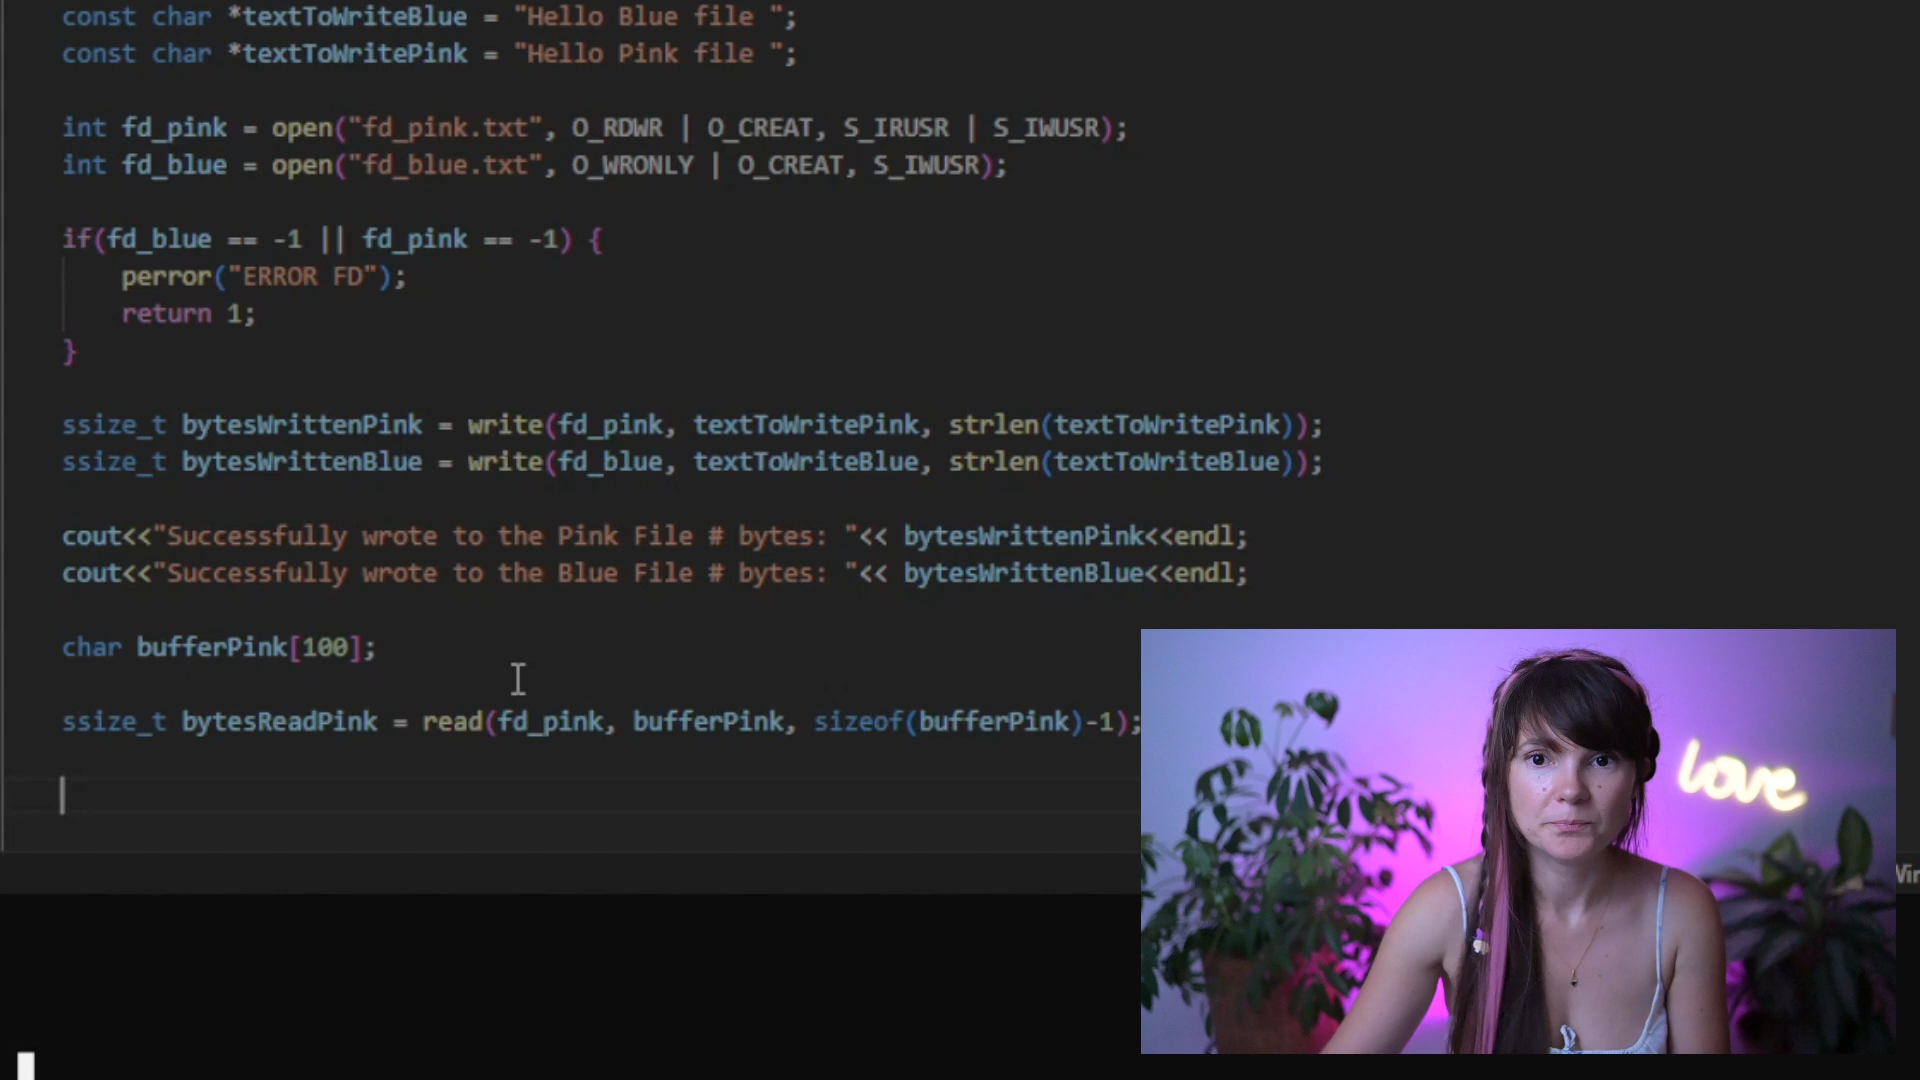 const char *textToWriteBlue = "Hello Blue file ";
const char *textToWritePink = "Hello Pink file ";
int fd_pink = open("fd_pink.txt", O_RDWR | O_CREAT, S_IRUSR | S_IWUSR);
int fd_blue = open("fd_blue.txt", O_WRONLY | O_CREAT, S_IWUSR);
if(fd_blue == -1 || fd_pink == -1) {
perror("ERROR FD");
return 1;
}
ssize_t bytesWrittenPink = write(fd_pink, textToWritePink, strlen(textToWritePink));
ssize_t bytesWrittenBlue = write(fd_blue, textToWriteBlue, strlen(textToWriteBlue));
cout<<"Successfully wrote to the Pink File # bytes: "<< bytesWrittenPink<<endl;
cout<<"Successfully wrote to the Blue File # bytes: "<< bytesWrittenBlue<<endl;
char bufferPink[100];
ssize_t bytesReadPink = read(fd_pink, bufferPink, sizeof(bufferPink)-1);
love